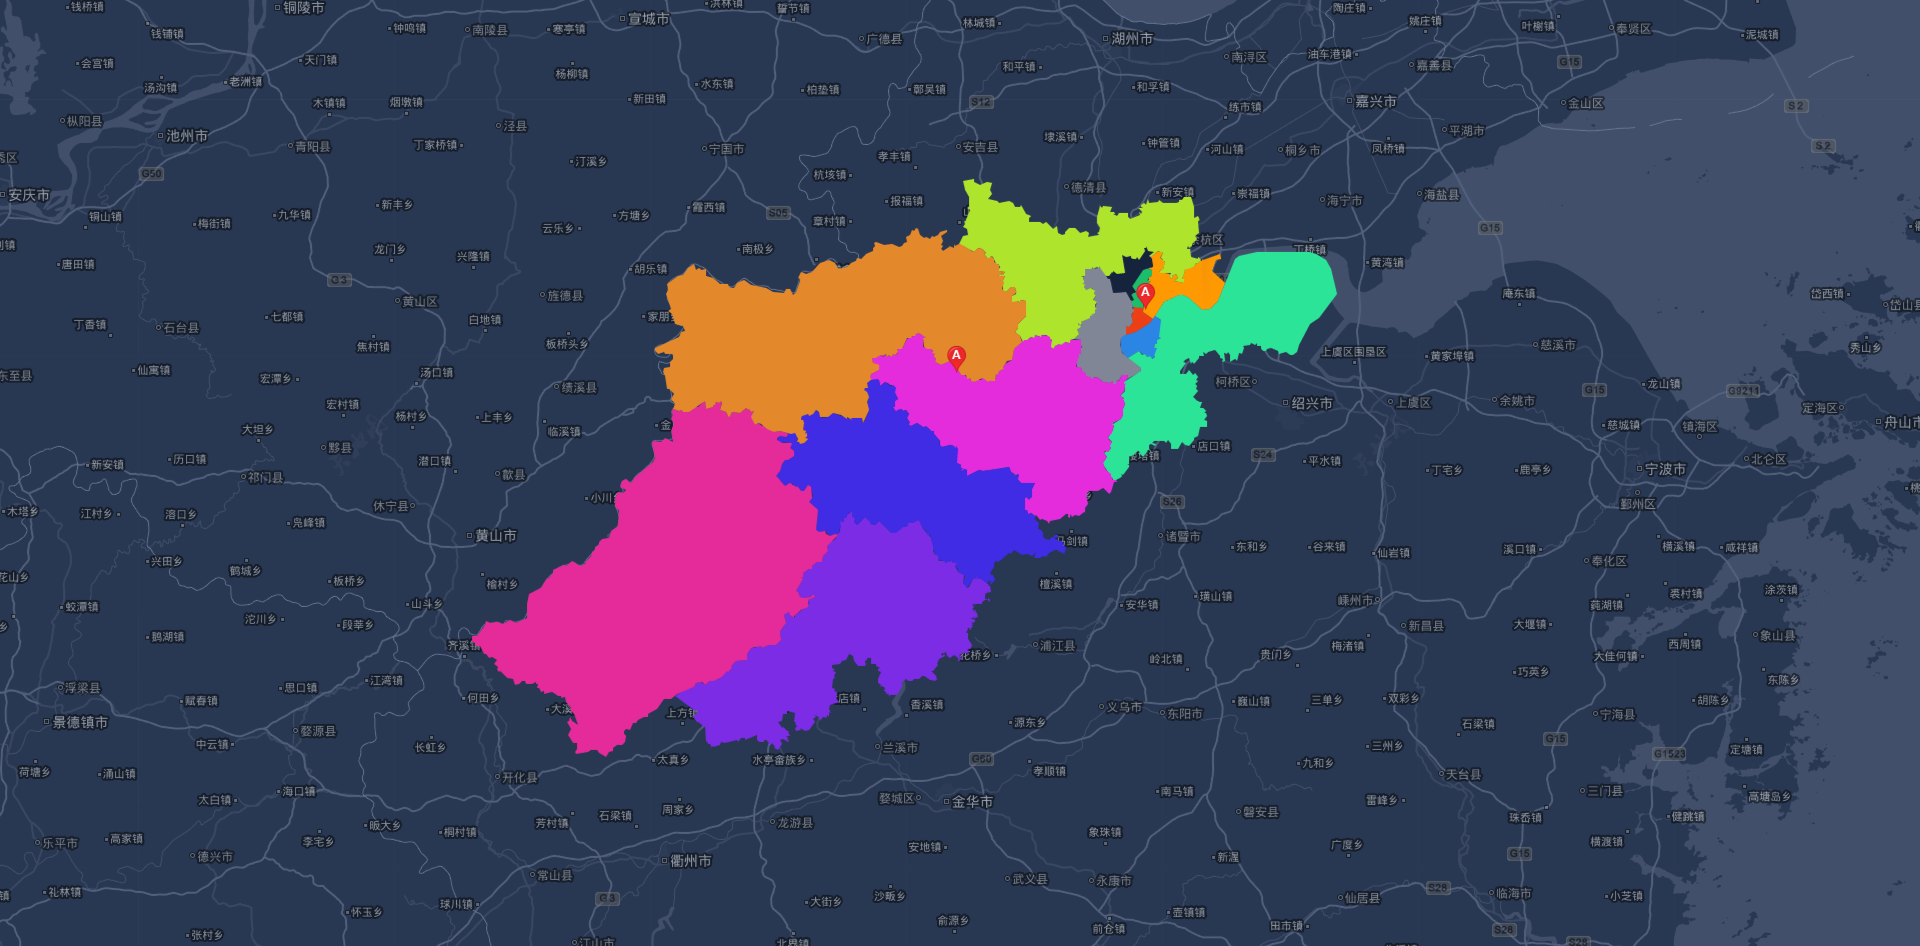 钱桥镇
铜陵市
钱铺镇
钟鸣镇
南陵县
寒亭镇
宣城市
洪林镇
誓节镇
广德县
林城镇
湖州市
陶庄镇
姚庄镇
叶榭镇
奉贤区
泥城镇
会宫镇
天门镇
杨柳镇
和平镇
南浔区
油车港镇
嘉善县
G15
汤沟镇
老洲镇
水东镇
柏垫镇
鄣吴镇
和孚镇
木镇镇
烟墩镇
新田镇
S12
练市镇
嘉兴市
金山区
S2
枞阳县
池州市
泾县
埭溪镇
平湖市
青阳县
丁家桥镇
宁国市
安吉县
钟管镇
河山镇
桐乡市
凤桥镇
S2
秀区
汀溪乡
孝丰镇
G50
杭垓镇
德清县
新安镇
崇福镇
海宁市
海盐县
安庆市
新丰乡
霞西镇
报福镇
铜山镇
梅街镇
九华镇
方塘乡
S05
章村镇
云乐乡
G15
龙门乡
兴隆镇
南极乡
杭区
丁桥镇
唐田镇
胡乐镇
黄湾镇
G3
黄山区
旌德县
庵东镇
岱西镇
岱山县
七都镇
白地镇
A
丁香镇
石台县
焦村镇
板桥头乡
慈溪市
秀山乡
A
上虞区围垦区
黄家埠镇
东至县
仙寓镇
宏潭乡
汤口镇
绩溪县
柯桥区
龙山镇
G15
G9211
宏村镇
杨村乡
上丰乡
绍兴市
上虞区
余姚市
定海区
舟山市
大坦乡
临溪镇
金
慈城镇
镇海区
黟县
店口镇
新安镇
历口镇
潜口镇
S24
平水镇
丁宅乡
鹿亭乡
宁波市
北仑区
祁门县
歙县
小川
木塔乡
江村乡
溶口乡
休宁县
S26
鄞州区
凫峰镇
黄山市
诸暨市
马剑镇
东和乡
谷来镇
仙岩镇
溪口镇
横溪镇
咸祥镇
兴田乡
鹤城乡
奉化区
花山乡
板桥乡
榆村乡
檀溪镇
涂茨镇
蛟潭镇
山斗乡
安华镇
璜山镇
嵊州市
莼湖镇
裘村镇
沱川乡
段莘乡
新昌县
大堰镇
鹅湖镇
浦江县
梅渚镇
西周镇
象山县
岭北镇
贵门乡
大佳何镇
浮梁县
思口镇
江湾镇
何田乡
巧英乡
东陈乡
赋春镇
店镇
香溪镇
巍山镇
三单乡
双彩乡
胡陈乡
景德镇市
婺源县
上方镇
源东乡
义乌市
东阳市
石梁镇
宁海县
中云镇
长虹乡
兰溪市
三州乡
G15
定塘镇
G1523
荷塘乡
涌山镇
开化县
太真乡
水亭畲族乡
G60
孝顺镇
九和乡
天台县
太白镇
海口镇
婺城区
金华市
南马镇
雷峰乡
三门县
高塘岛乡
石梁镇
周家乡
磐安县
珠岙镇
健跳镇
乐平市
高家镇
李宅乡
昄大乡
桐村镇
芳村镇
龙游县
象珠镇
广度乡
横渡镇
德兴市
衢州市
安地镇
新渥
G15
礼林镇
常山县
武义县
永康市
S28
临海市
小芝镇
G3
怀玉乡
球川镇
大街乡
沙畈乡
壶镇镇
仙居县
张村乡
江山市
北界镇
俞源乡
前仓镇
田市镇
S28
S28